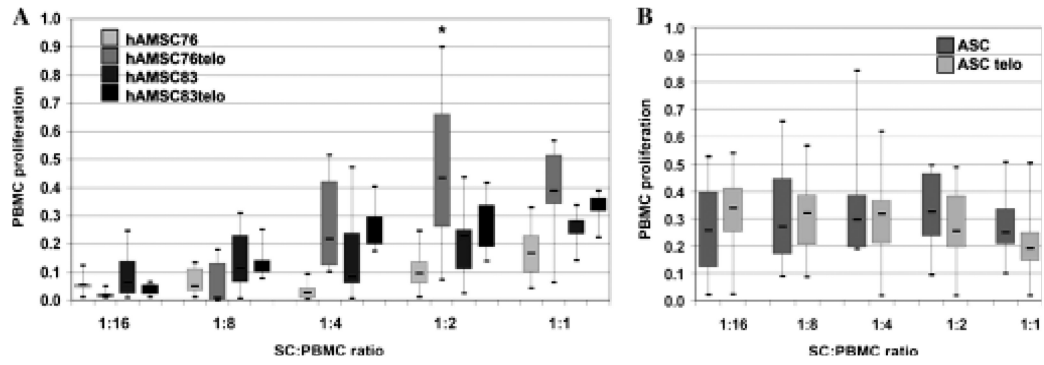 A
PBMC proliferation
1.0
0.9
0.8
0.7
0.6
0.5
0.4
0.3
0.2
0.1
0.0
hAMSC76
hAMSC76telo
hAMSC83
hAMSC83telo
*
1:16 1:8 1:4 1:2 1:1
SC:PBMC ratio
B
PBMC proliferation
1.0
0.9
0.8
0.7
0.6
0.5
0.4
0.3
0.2
0.1
0.0
ASC
ASC telo
1:16 1:8 1:4 1:2 1:1
SC:PBMC ratio